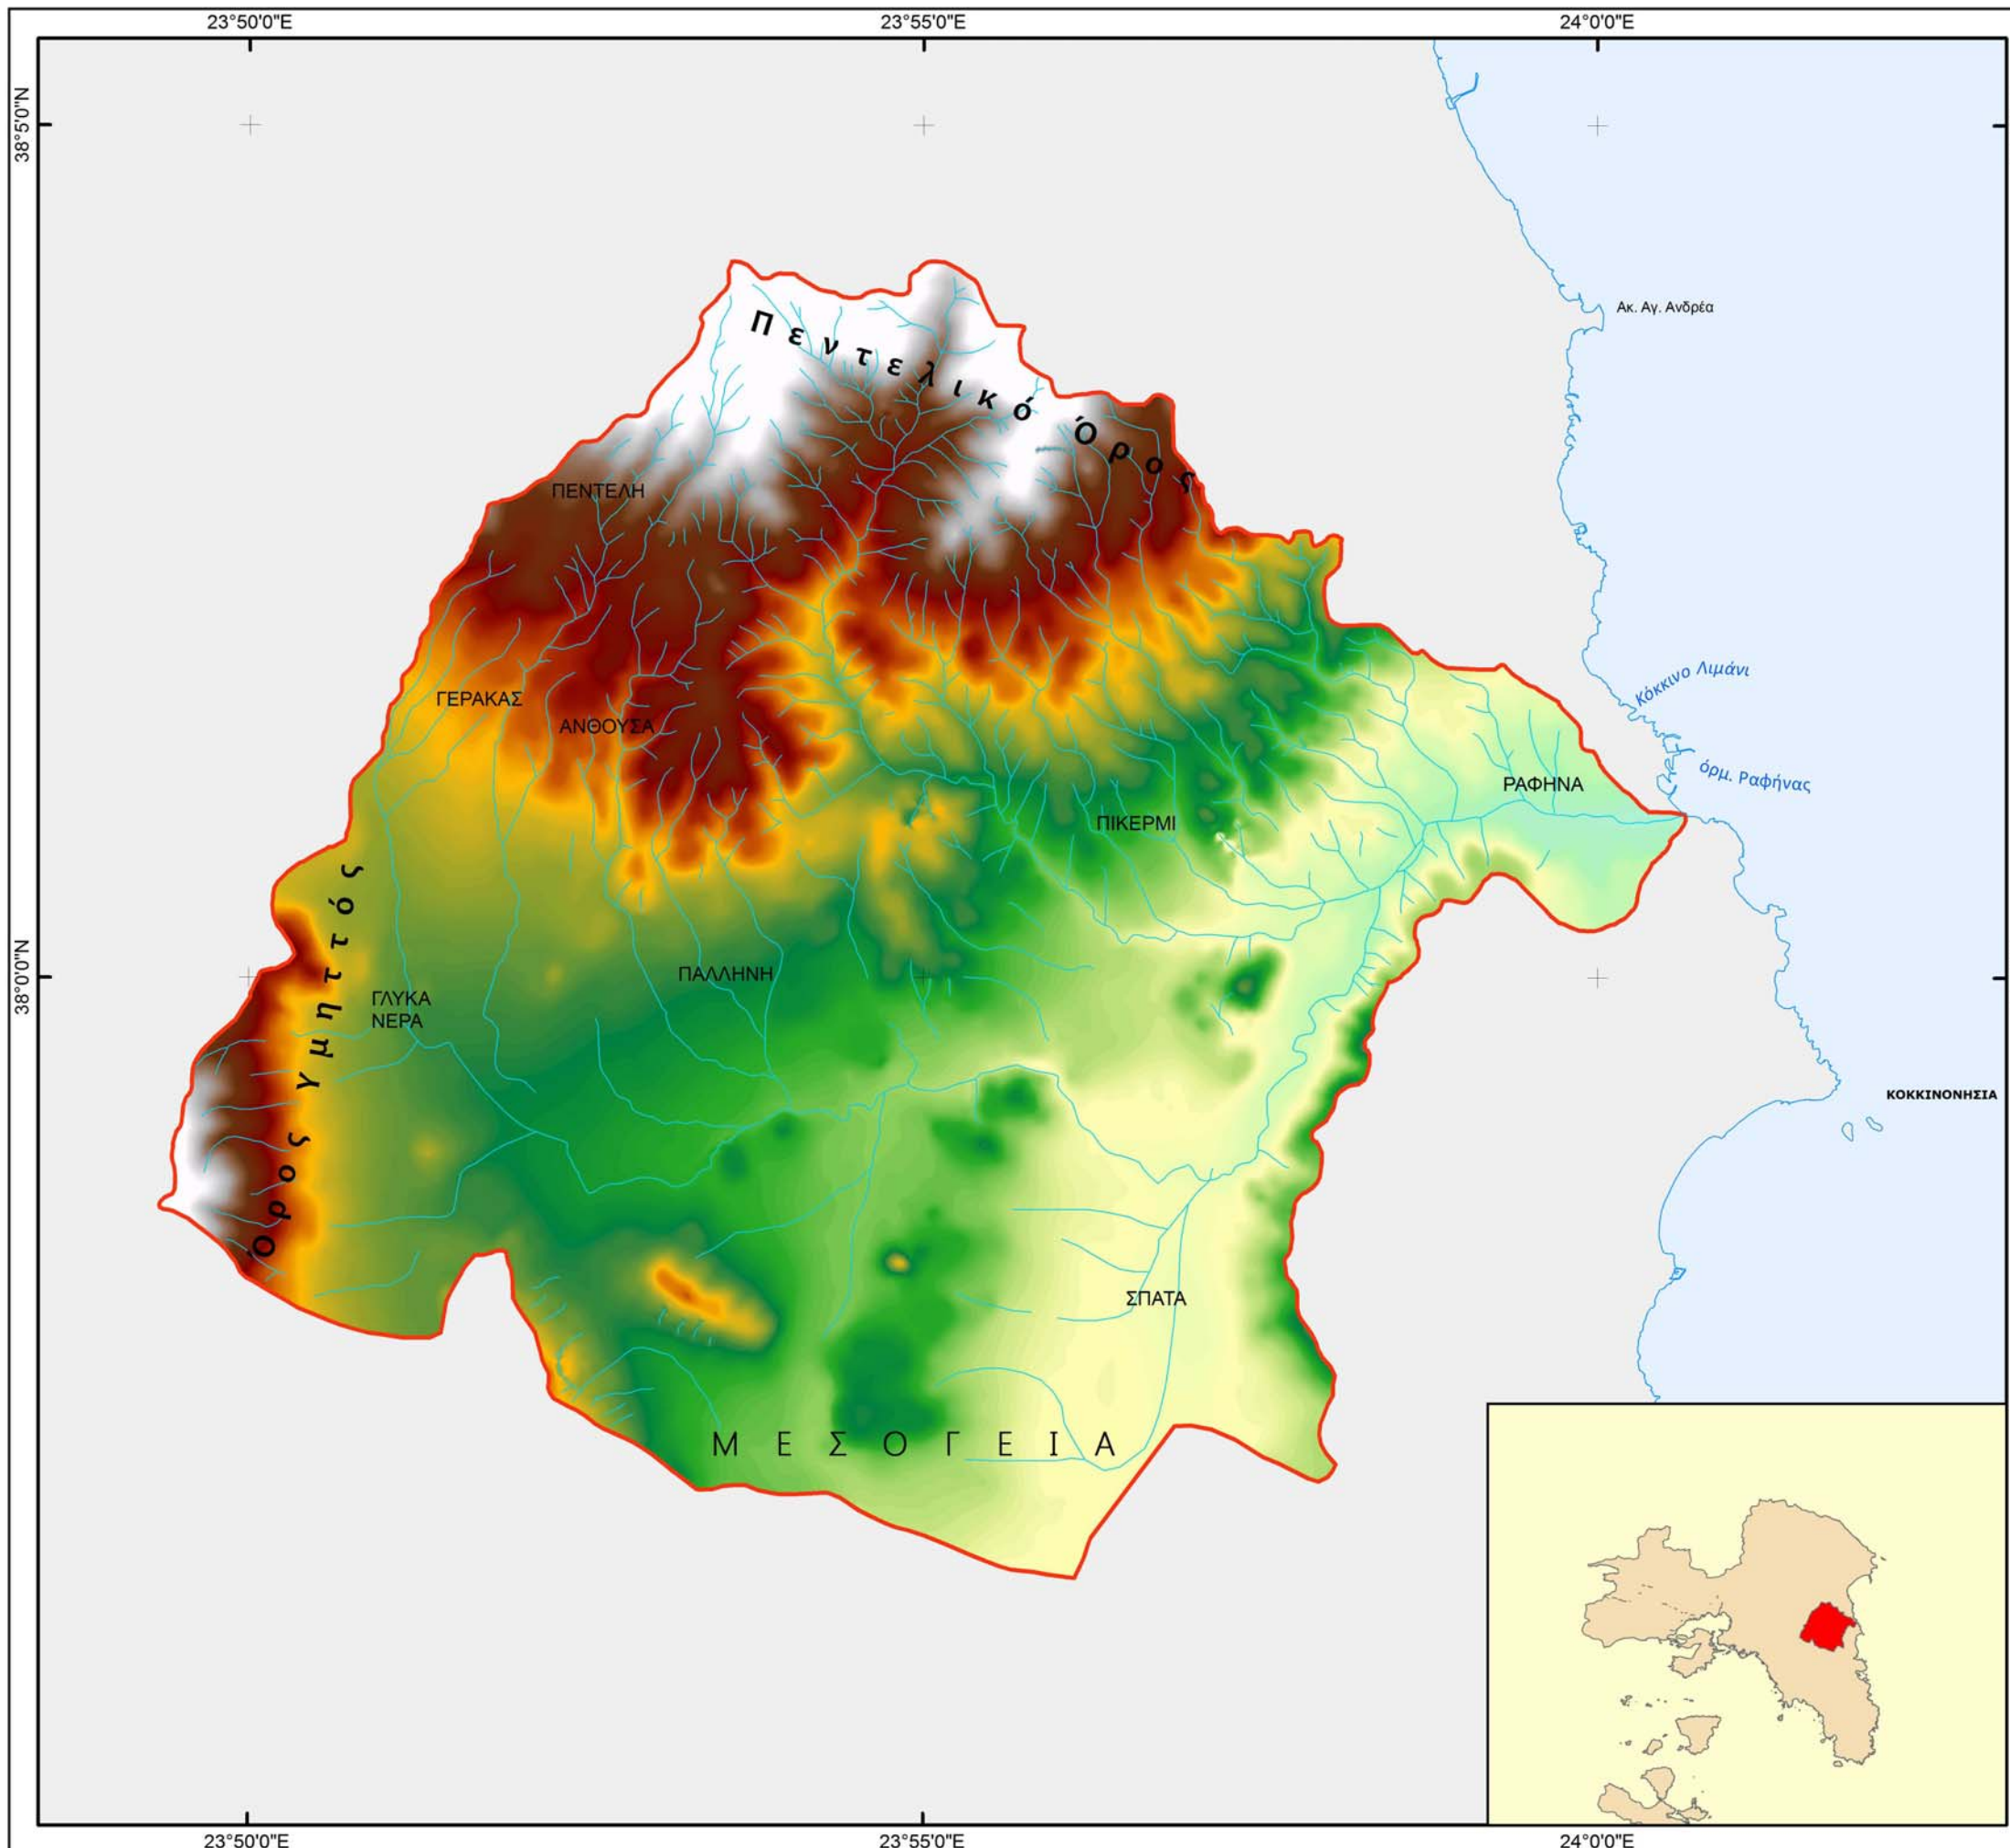 23°50'0"E
23°55'0"E
24°0'0"E
38°5'0"N
Ακ. Αγ. Ανδρέα
Πεντελικό Όρος
ΠΕΝΤΕΛΗ
Κόκκινο Λιμάνι
ΓΕΡΑΚΑΣ
ΑΝΘΟΥΣΑ
όρμ. Ραφήνας
ΡΑΦΗΝΑ
ΠΙΚΕΡΜΙ
38°0'0"N
Όρος Υμηττός
ΠΑΛΛΗΝΗ
ΓΛΥΚΑ
ΝΕΡΑ
ΚΟΚΚΙΝΟΝΗΣΙΑ
ΣΠΑΤΑ
ΜΕΣΟΓΕΙΑ
23°50'0"E
23°55'0"E
24°0'0"E